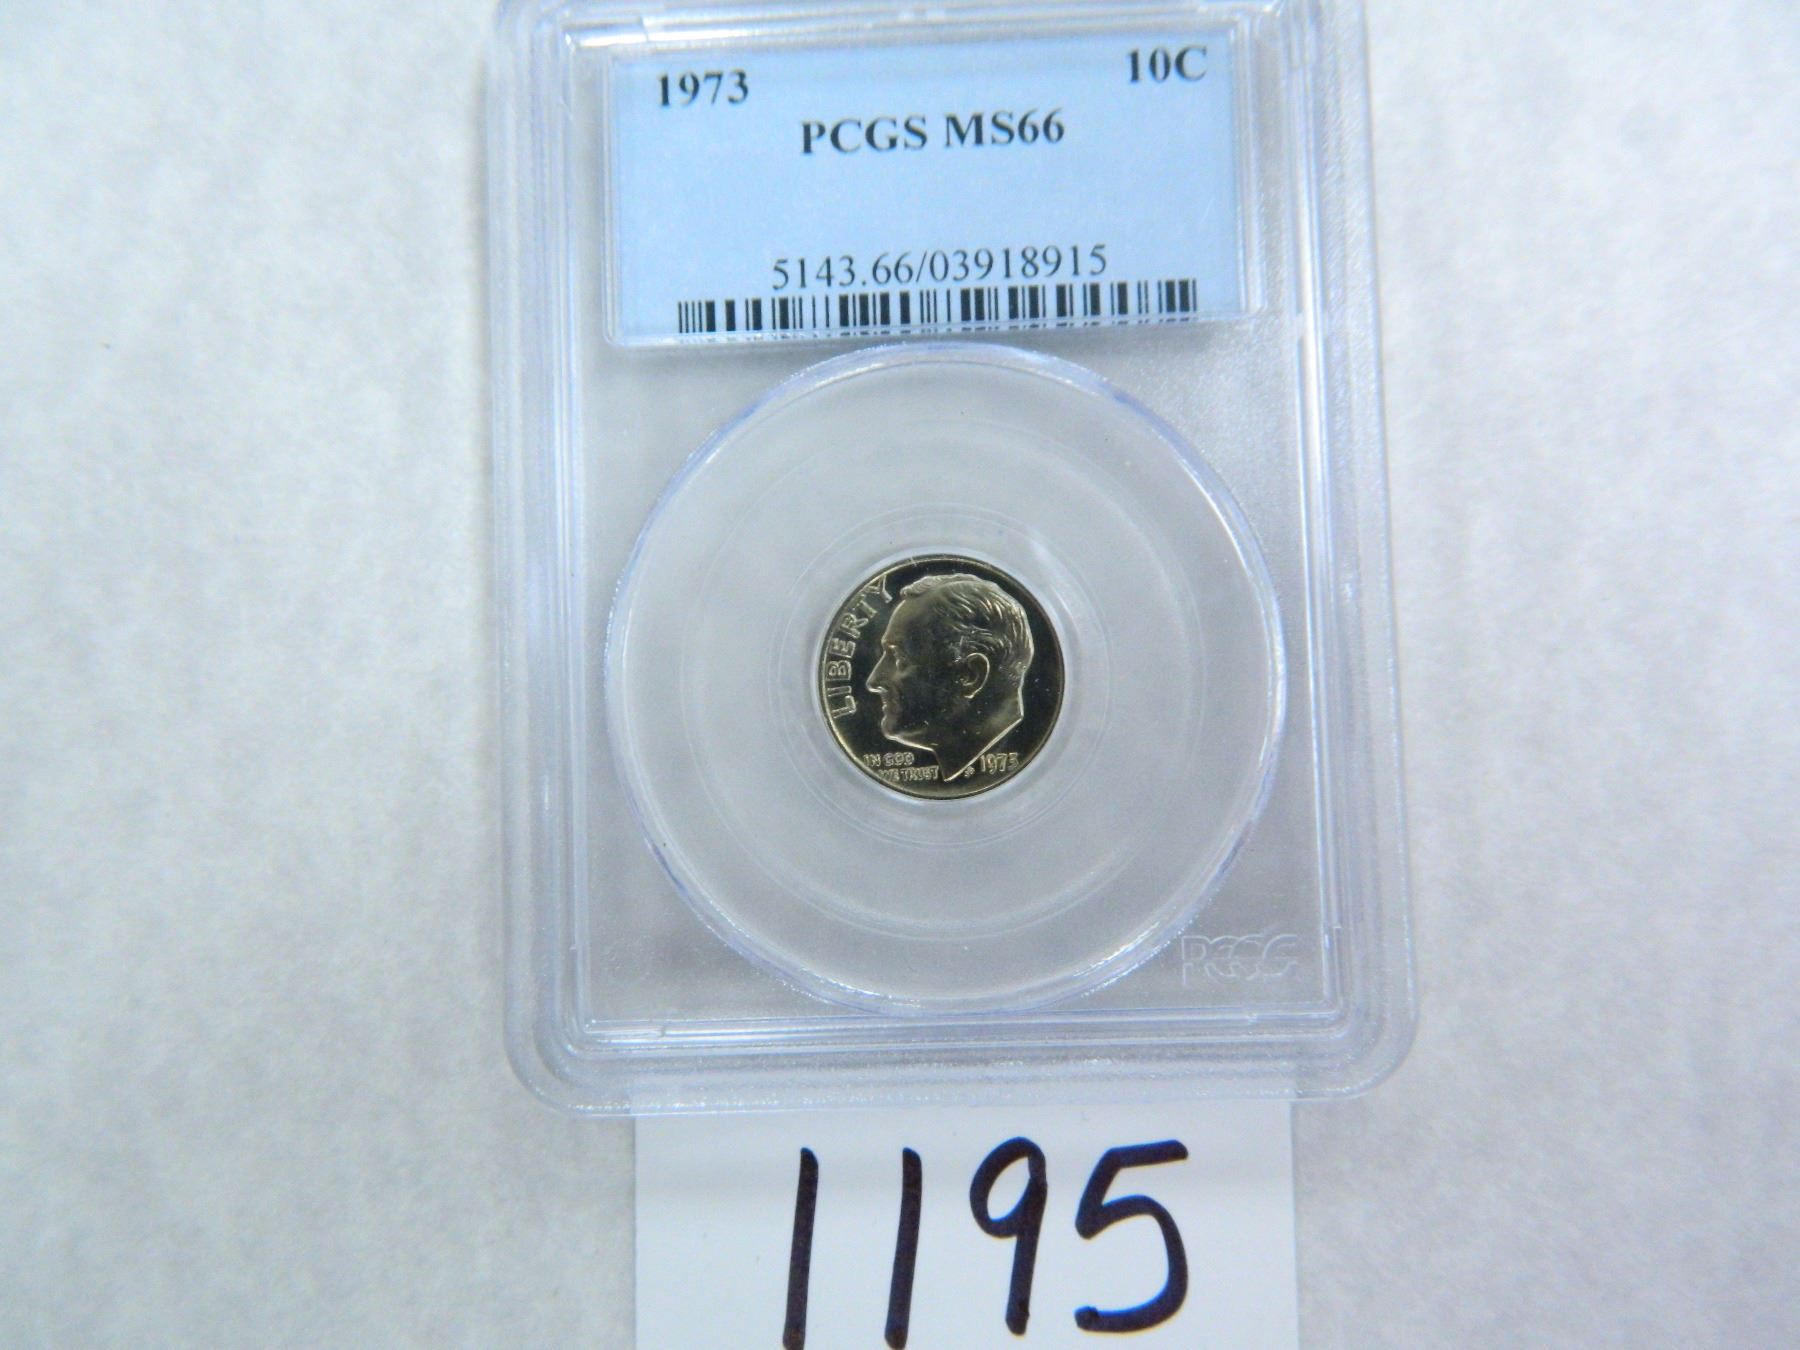 1973 10C
PCGS MS66
5143.66/03918915
LIBERTY
IN GOD
WE TRUST
1973
PCGS
1195